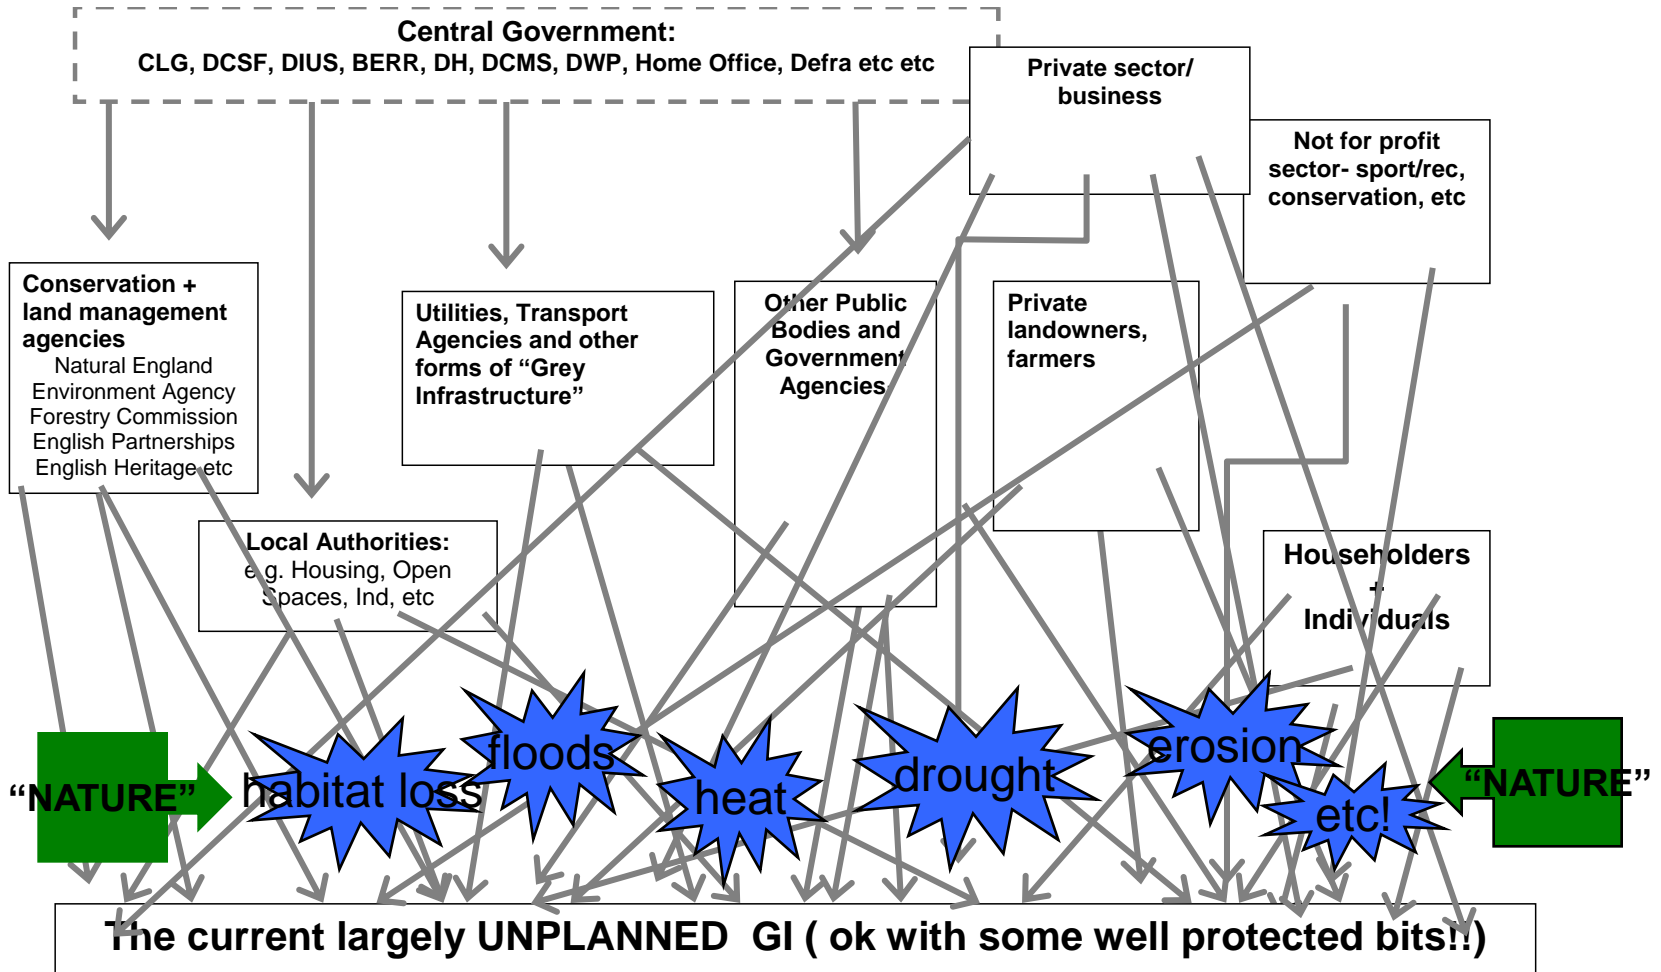 Central Government:
CLG, DCSF, DIUS, BERR, DH, DCMS, DWP, Home Office, Defra etc etc
Private sector/
business
Not for profit
sector- sport/rec,
conservation, etc
Conservation +
land management
agencies
Natural England
Environment Agency
Forestry Commission
English Partnerships
English Heritage etc
Utilities, Transport
Agencies and other
forms of “Grey
Infrastructure”
Other Public
Bodies and
Government
Agencies
Private
landowners,
farmers
Local Authorities:
e.g. Housing, Open
Spaces, Ind, etc
Householders
+
Individuals
“NATURE”
habitat loss
floods
heat
drought
erosion
etc!
“NATURE”
The current largely UNPLANNED GI ( ok with some well protected bits!!)